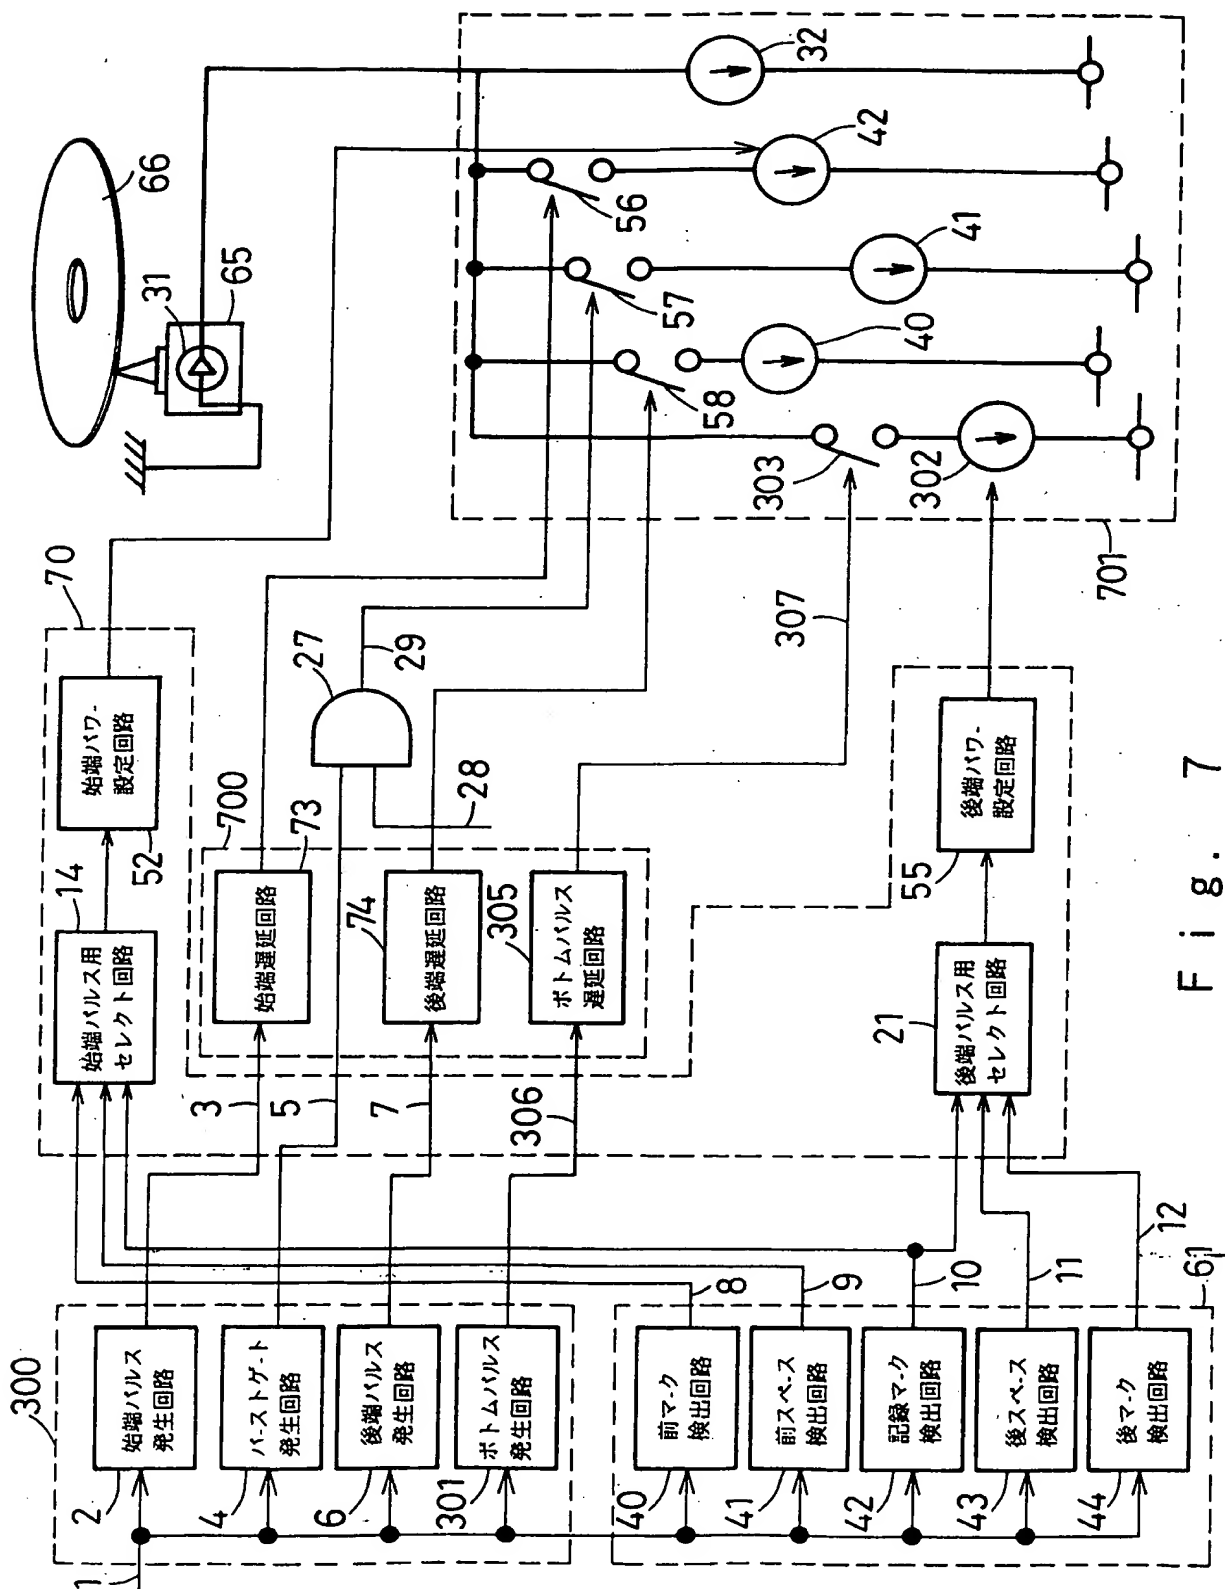 1
300
2
始端パルス
発生回路
4
バーストゲート
発生回路
6
後端パルス
発生回路
301
ボトムパルス
発生回路
40
前マーク
検出回路
41
前スペース
検出回路
42
記録マーク
検出回路
43
後スペース
検出回路
44
後マーク
検出回路
61
8
9
10
11
12
3
5
7
306
14
始端パルス用
セレクト回路
52
始端パワー
設定回路
70
700
73
始端遅延回路
74
後端遅延回路
305
ボトムパルス
遅延回路
27
28
29
307
21
後端パルス用
セレクト回路
55
後端パワー
設定回路
66
31
65
32
42
56
41
57
40
58
303
302
701
Fig. 7